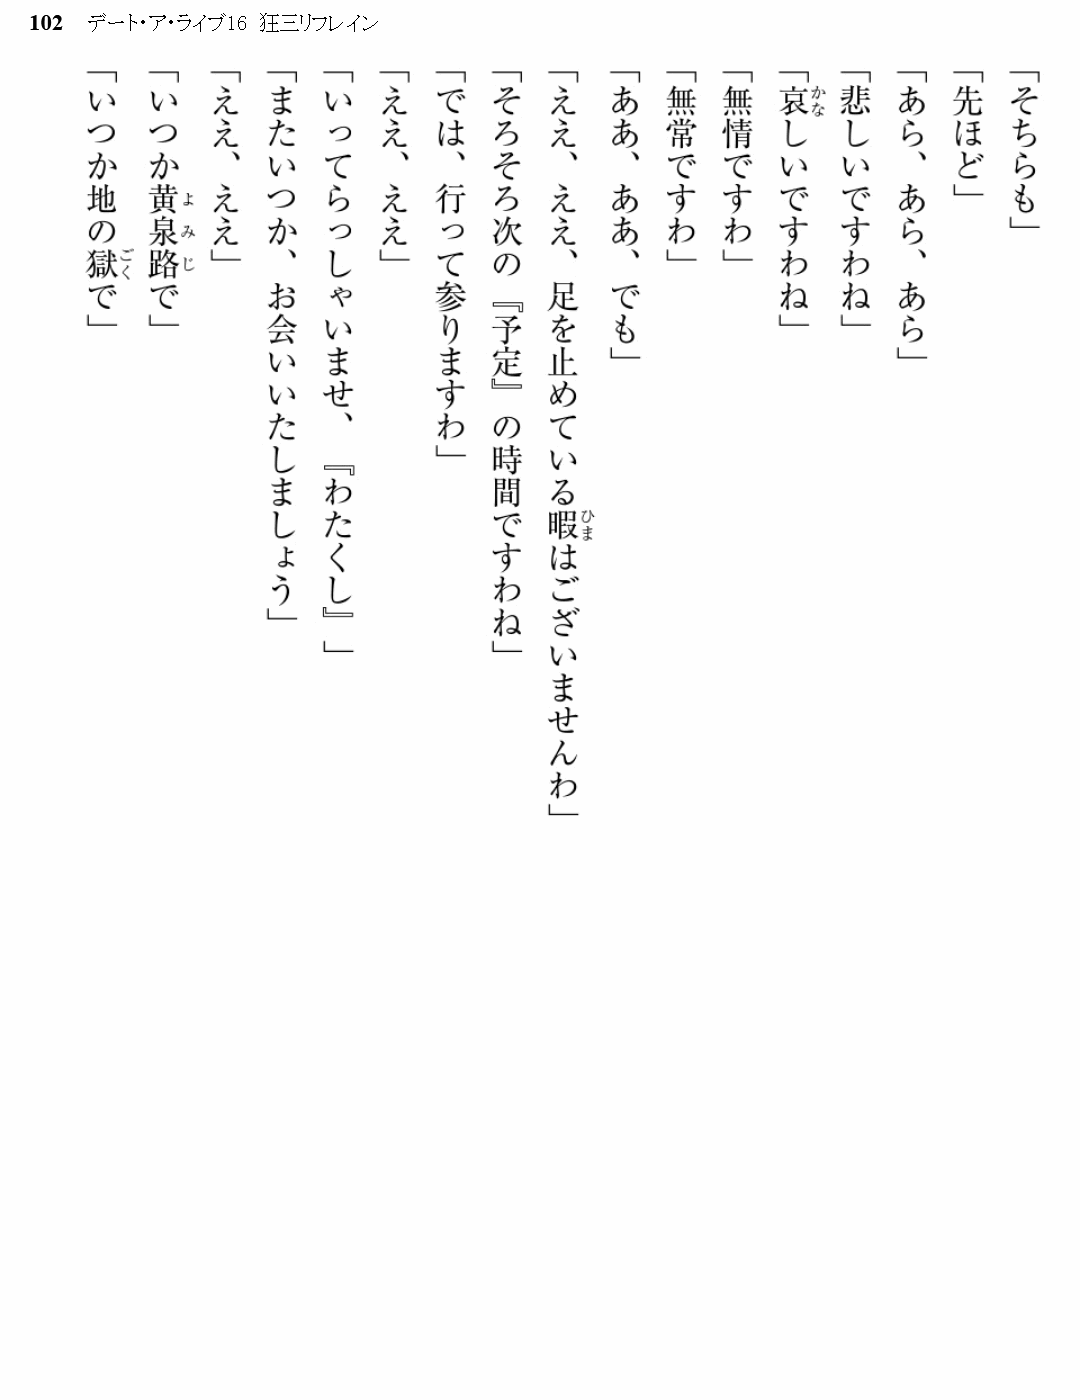 102 デート・ア・ライブ16 狂三リフレイン
「そちらも」
「先ほど」
「あら、あら、あら」
「悲しいですわね」
「哀しいですわね」
「無情ですわ」
「無常ですわ」
「ああ、ああ、でも」
「ええ、ええ、足を止めている暇はございませんわ」
「そろそろ次の『予定』の時間ですわね」
「では、行って参りますわ」
「ええ、ええ」
「いってらっしゃいませ、『わたくし』」
「またいつか、お会いいたしましょう」
「ええ、ええ」
「いつか黄泉路で」
「いつか地の獄で」